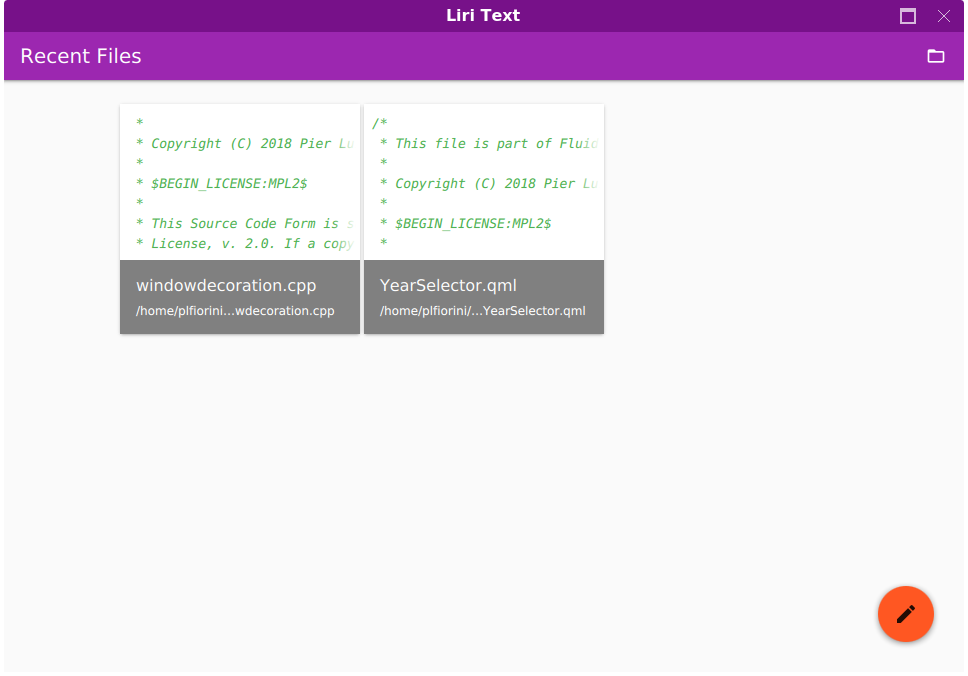 Liri Text
Recent Files
*
* Copyright (C) 2018 Pier
*
* $BEGIN_LICENSE:MPL2$
*
* This Source Code Form is
* License, v. 2.0. If a copy
windowdecoration.cpp
/home/plfiorini…wdecoration.cpp
/*
* This file is part of Fluid
*
* Copyright (C) 2018 Pier
*
* $BEGIN_LICENSE:MPL2$
*
YearSelector.qml
/home/plfiorini/…YearSelector.qml